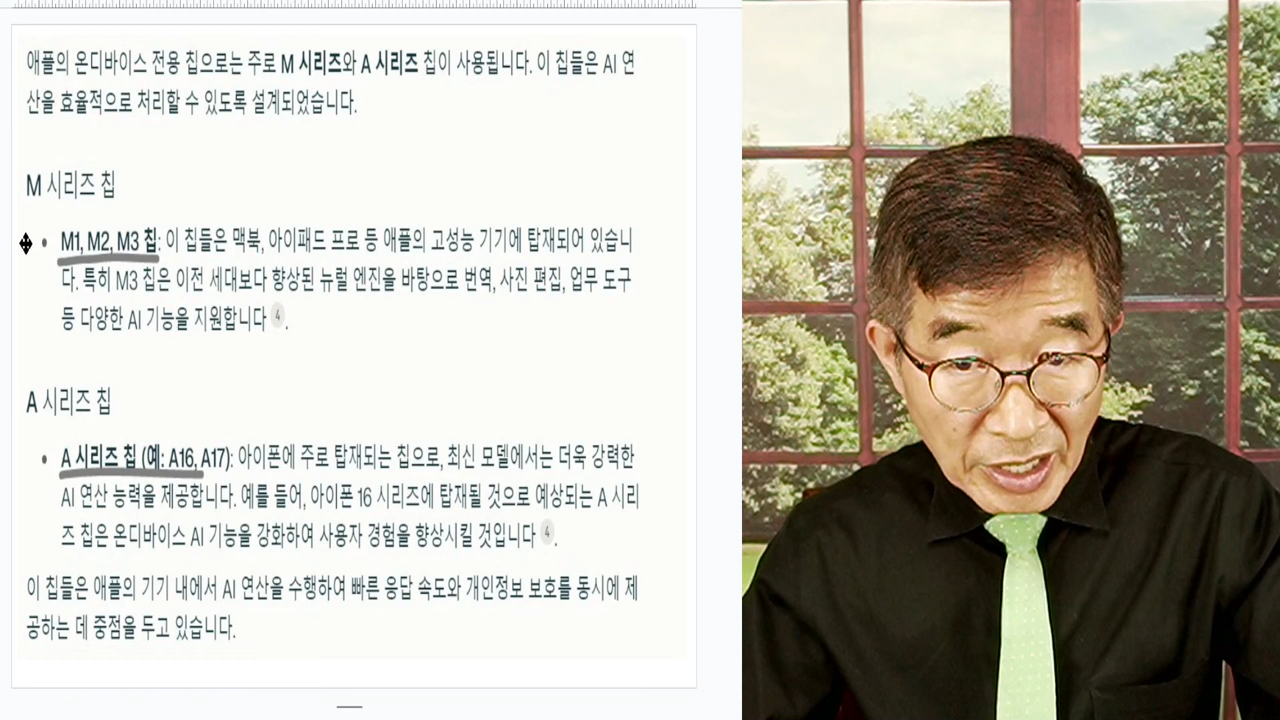 애플의 온디바이스 전용 칩으로는 주로 M 시리즈와 A 시리즈 칩이 사용됩니다. 이 칩들은 AI 연
산을 효율적으로 처리할 수 있도록 설계되었습니다.
M 시리즈 칩
• M1, M2, M3 칩: 이 칩들은 맥북, 아이패드 프로 등 애플의 고성능 기기에 탑재되어 있습니
다. 특히 M3 칩은 이전 세대보다 향상된 뉴럴 엔진을 바탕으로 번역, 사진 편집, 업무 도구
등 다양한 AI 기능을 지원합니다 4.
A 시리즈 칩
• A 시리즈 칩 (예: A16, A17): 아이폰에 주로 탑재되는 칩으로, 최신 모델에서는 더욱 강력한
AI 연산 능력을 제공합니다. 예를 들어, 아이폰 16 시리즈에 탑재될 것으로 예상되는 A 시리
즈 칩은 온디바이스 AI 기능을 강화하여 사용자 경험을 향상시킬 것입니다 4.
이 칩들은 애플의 기기 내에서 AI 연산을 수행하여 빠른 응답 속도와 개인정보 보호를 동시에 제
공하는 데 중점을 두고 있습니다.